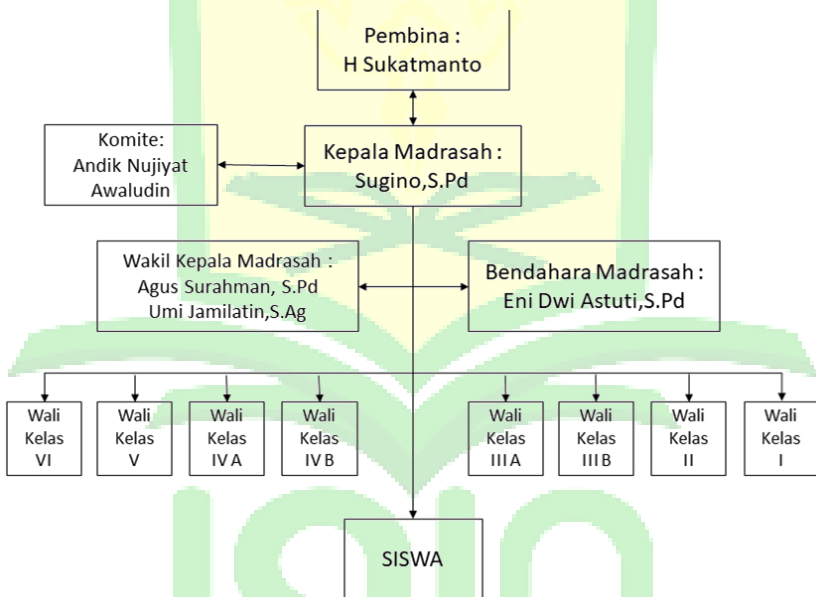 Pembina :
H Sukatmanto
Komite:
Andik Nujiyat
Awaludin
Kepala Madrasah :
Sugino,S.Pd
Wakil Kepala Madrasah :
Agus Surahman, S.Pd
Umi Jamilatin,S.Ag
Bendahara Madrasah :
Eni Dwi Astuti,S.Pd
Wali
Kelas
VI
Wali
Kelas
V
Wali
Kelas
IV A
Wali
Kelas
IV B
Wali
Kelas
III A
Wali
Kelas
III B
Wali
Kelas
II
Wali
Kelas
I
SISWA